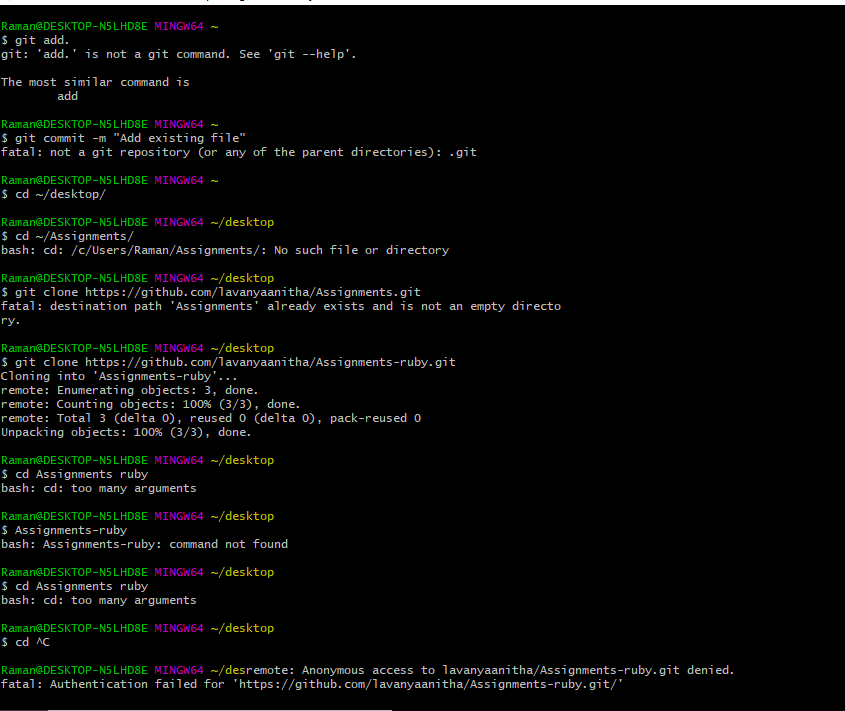 Raman@DESKTOP-N5LHD8E MINGW64 ~
$ git add.
git: 'add.' is not a git command. See 'git --help'.
The most similar command is
add
Raman@DESKTOP-N5LHD8E MINGW64 ~
$ git commit -m "Add existing file"
fatal: not a git repository (or any of the parent directories): .git
Raman@DESKTOP-N5LHD8E MINGW64 ~
$ cd ~/desktop/
Raman@DESKTOP-N5LHD8E MINGW64 ~/desktop
$ cd ~/Assignments/
bash: cd: /c/Users/Raman/Assignments/: No such file or directory
Raman@DESKTOP-N5LHD8E MINGW64 ~/desktop
$ git clone https://github.com/lavanyaanitha/Assignments.git
fatal: destination path 'Assignments' already exists and is not an empty directo
ry.
Raman@DESKTOP-N5LHD8E MINGW64 ~/desktop
$ git clone https://github.com/lavanyaanitha/Assignments-ruby.git
Cloning into 'Assignments-ruby'...
remote: Enumerating objects: 3, done.
remote: Counting objects: 100% (3/3), done.
remote: Total 3 (delta 0), reused 0 (delta 0), pack-reused 0
Unpacking objects: 100% (3/3), done.
Raman@DESKTOP-N5LHD8E MINGW64 ~/desktop
$ cd Assignments ruby
bash: cd: too many arguments
Raman@DESKTOP-N5LHD8E MINGW64 ~/desktop
$ Assignments-ruby
bash: Assignments-ruby: command not found
Raman@DESKTOP-N5LHD8E MINGW64 ~/desktop
$ cd Assignments ruby
bash: cd: too many arguments
Raman@DESKTOP-N5LHD8E MINGW64 ~/desktop
$ cd ^C
Raman@DESKTOP-N5LHD8E MINGW64 ~/desremote: Anonymous access to lavanyaanitha/Assignments-ruby.git denied.
fatal: Authentication failed for 'https://github.com/lavanyaanitha/Assignments-ruby.git/'